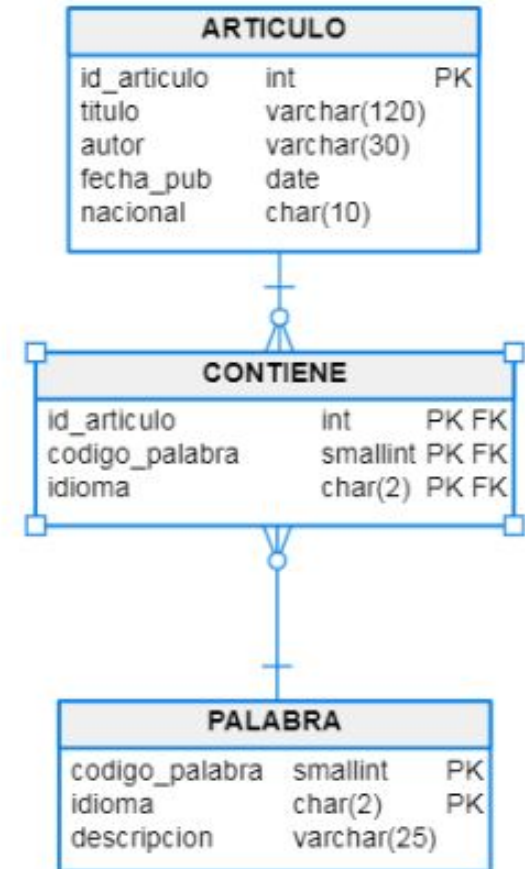 ARTICULO
id_articulo int PK
titulo varchar(120)
autor varchar(30)
fecha_pub date
nacional char(10)
CONTIENE
id_articulo int PK FK
codigo_palabra smallint PK FK
idioma char(2) PK FK
PALABRA
codigo_palabra smallint PK
idioma char(2) PK
descripcion varchar(25)